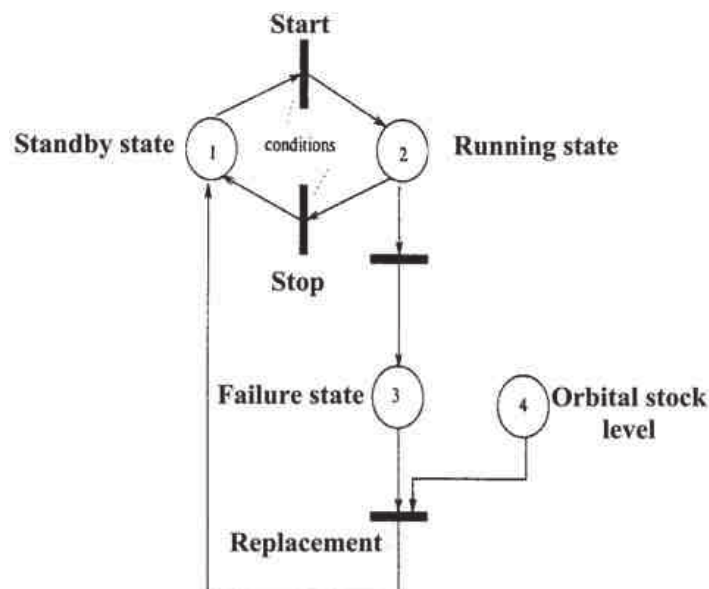 Start
Standby state
1
conditions
2
Running state
Stop
Failure state
3
4
Orbital stock
level
Replacement